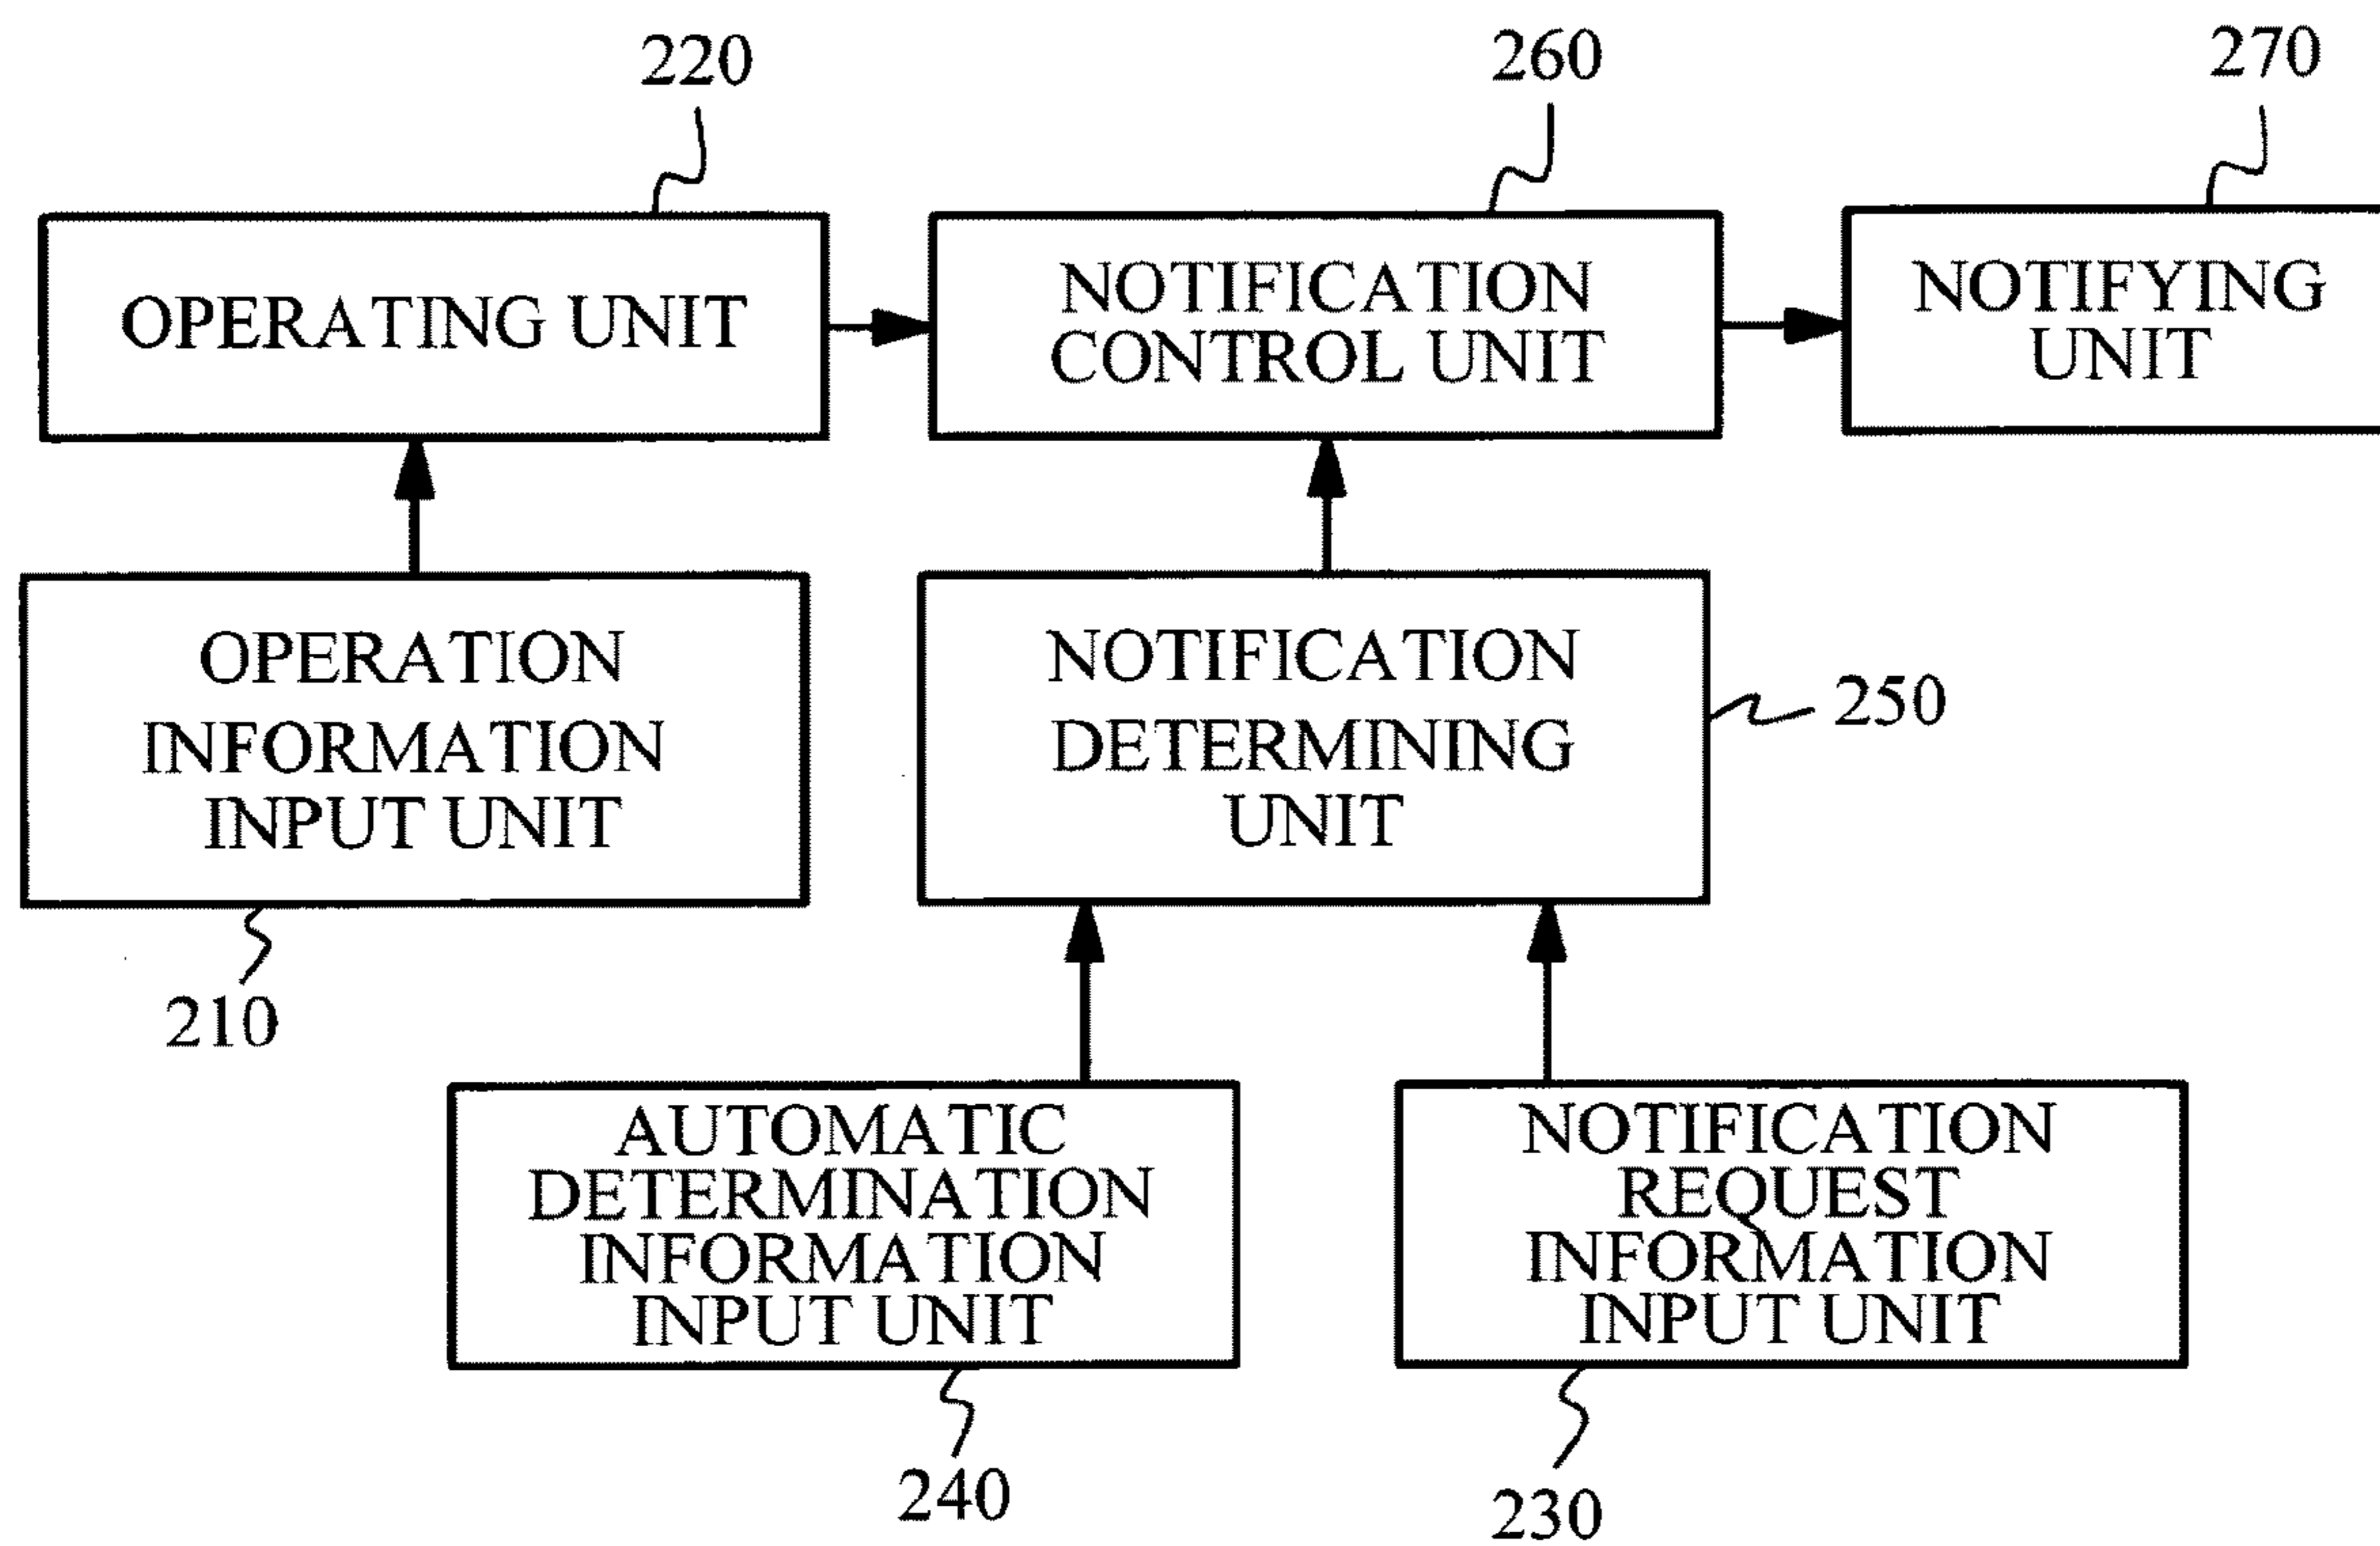 220
260
270
OPERATING UNIT
NOTIFICATION
CONTROL UNIT
NOTIFYING
UNIT
OPERATION
INFORMATION
INPUT UNIT
NOTIFICATION
DETERMINING
UNIT
250
210
AUTOMATIC
DETERMINATION
INFORMATION
INPUT UNIT
NOTIFICATION
REQUEST
INFORMATION
INPUT UNIT
240
230